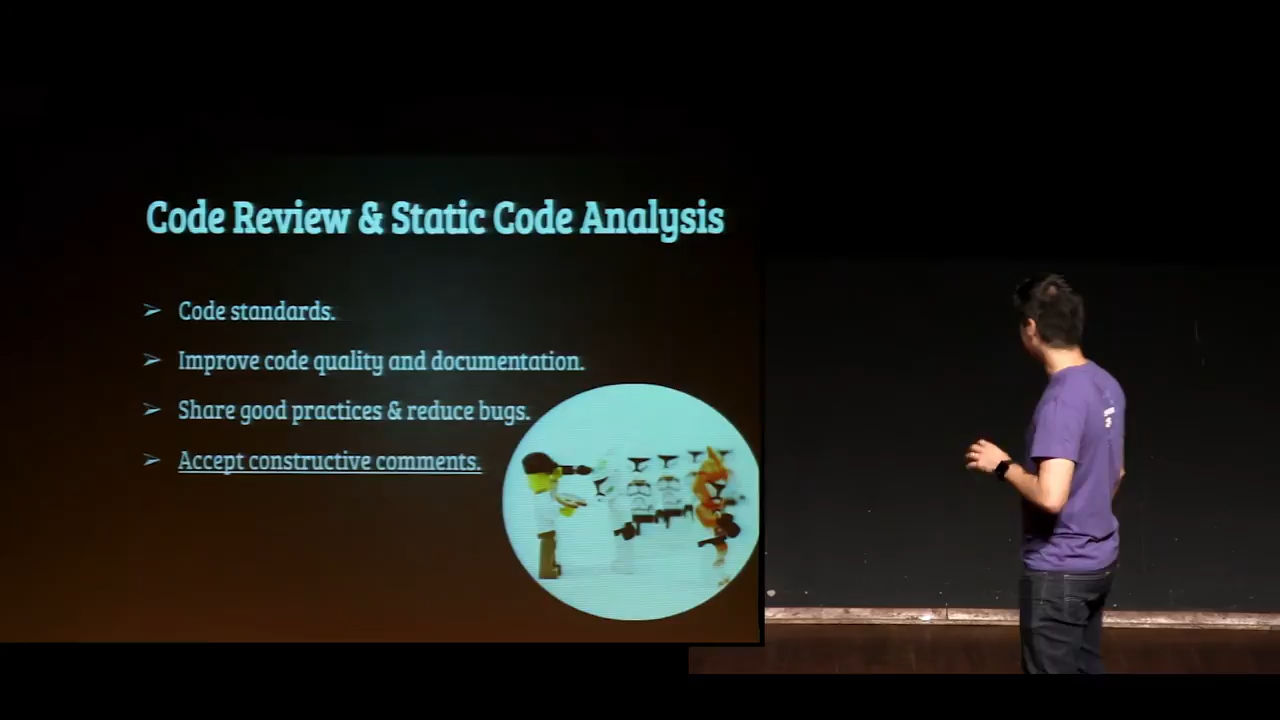 Code Review & Static Code Analysis
➢ Code standards.
➢ Improve code quality and documentation.
➢ Share good practices & reduce bugs.
➢ Accept constructive comments.